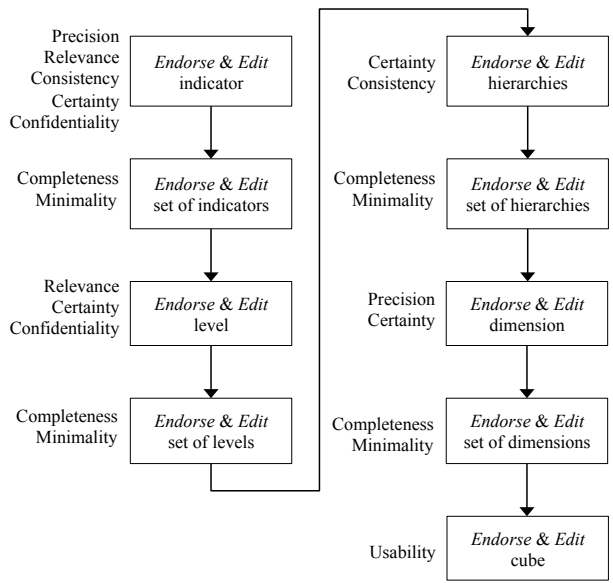 Precision
Relevance
Consistency
Certainty
Confidentiality
Endorse & Edit
indicator
Completeness
Minimality
Endorse & Edit
set of indicators
Relevance
Certainty
Confidentiality
Endorse & Edit
level
Completeness
Minimality
Endorse & Edit
set of levels
Certainty
Consistency
Endorse & Edit
hierarchies
Completeness
Minimality
Endorse & Edit
set of hierarchies
Precision
Certainty
Endorse & Edit
dimension
Completeness
Minimality
Endorse & Edit
set of dimensions
Usability
Endorse & Edit
cube